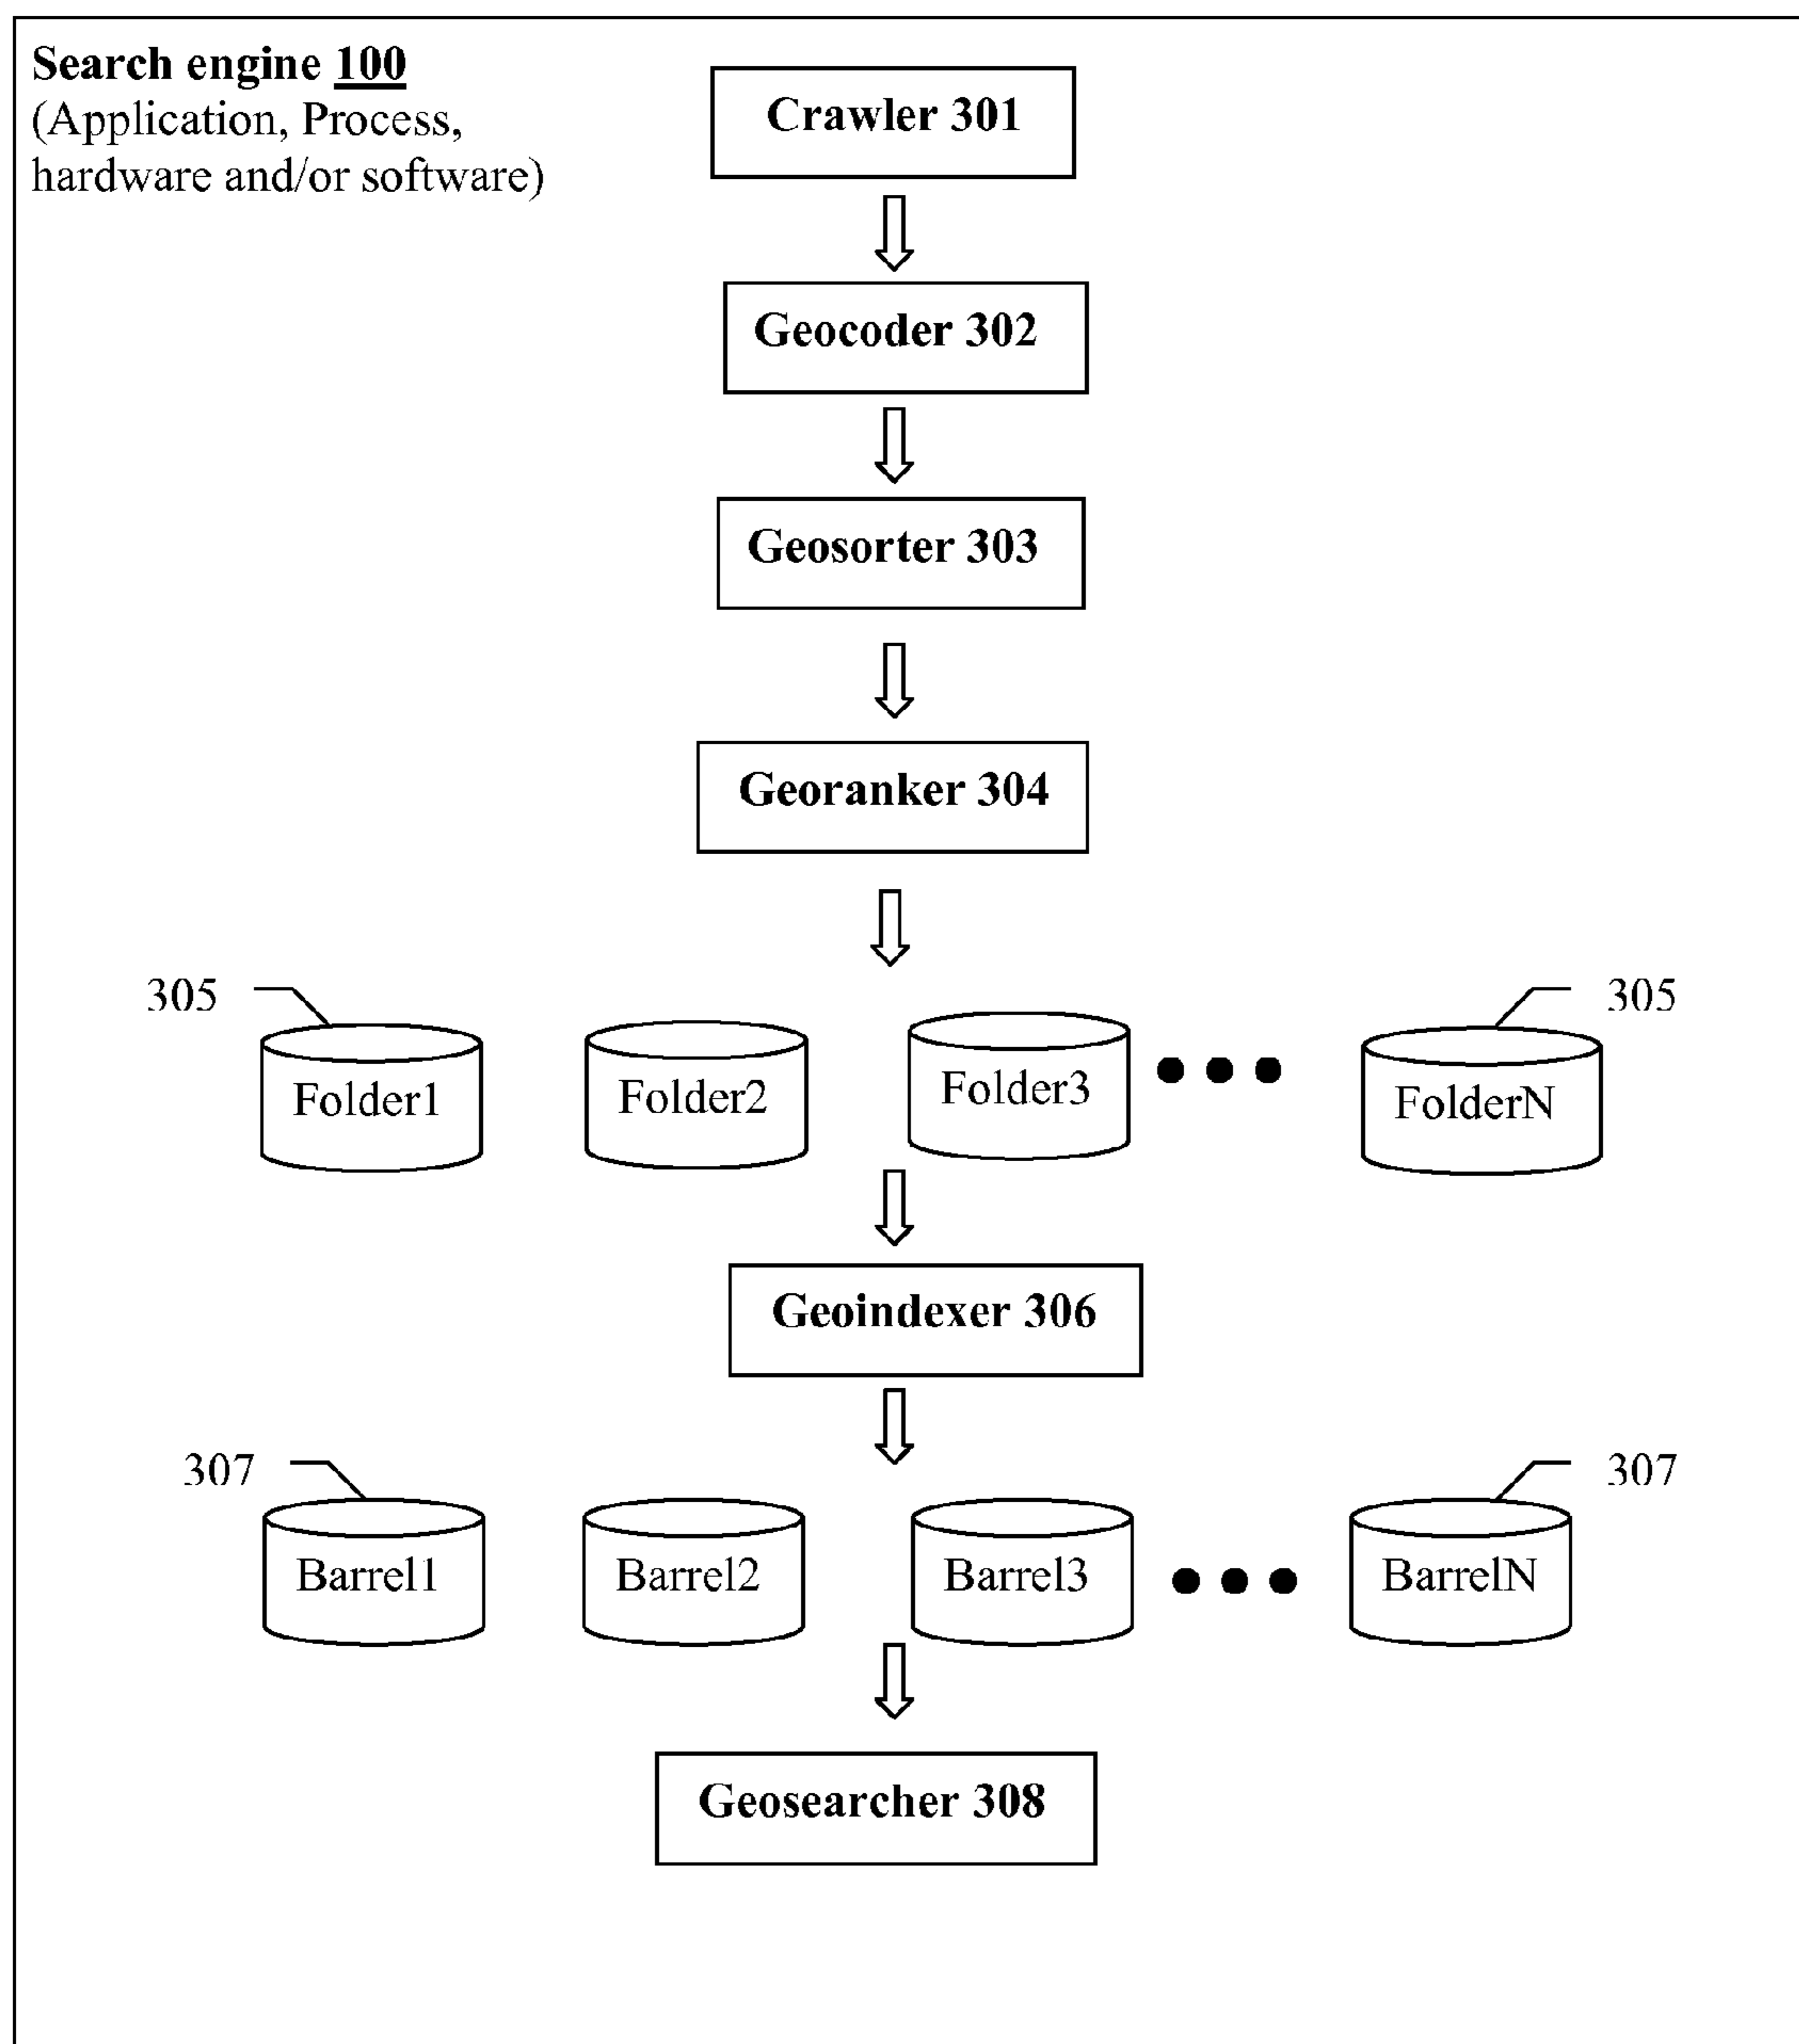 Search engine 100
(Application, Process,
hardware and/or software)
Crawler 301
Geocoder 302
Geosorter 303
Georanker 304
305
305
Folder1
Folder2
Folder3
FolderN
Geoindexer 306
307
307
Barrel1
Barrel2
Barrel3
BarrelN
Geosearcher 308